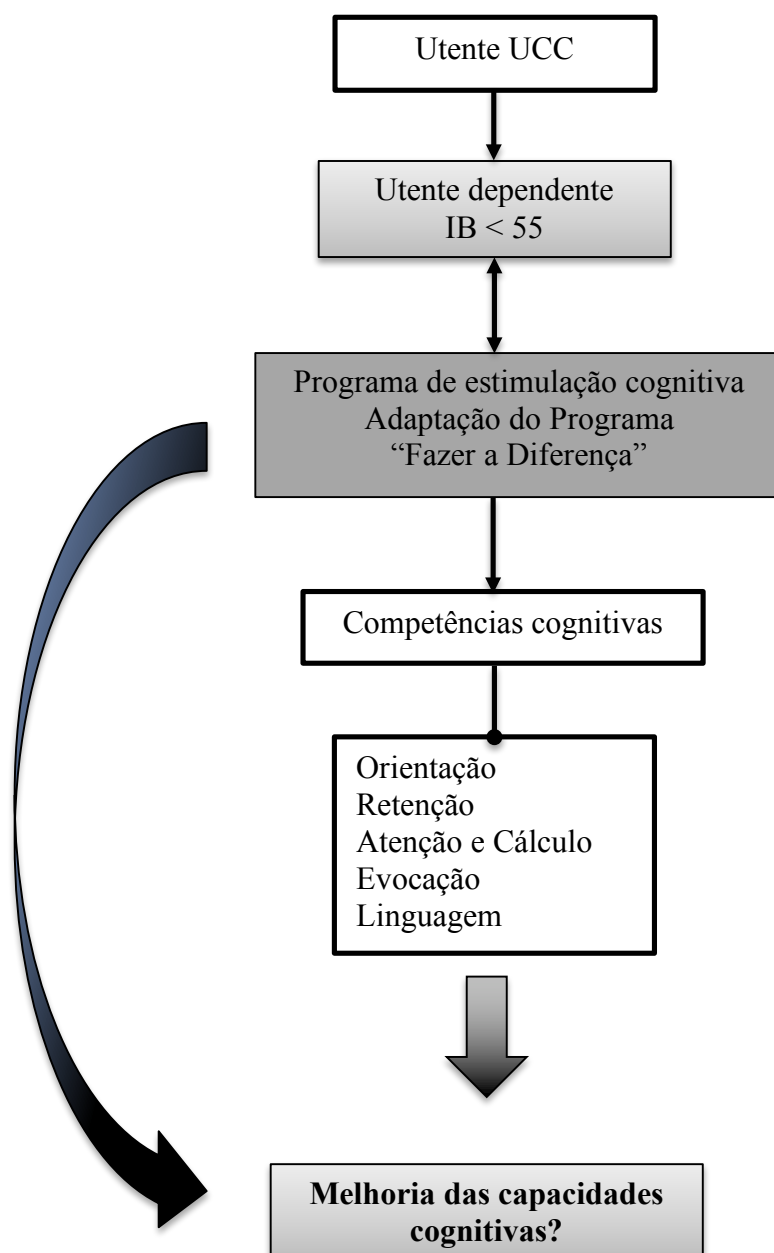 Utente UCC
Utente dependente
IB < 55
Programa de estimulação cognitiva
Adaptação do Programa
“Fazer a Diferença”
Competências cognitivas
Orientação
Retenção
Atenção e Cálculo
Evocação
Linguagem
Melhoria das capacidades
cognitivas?